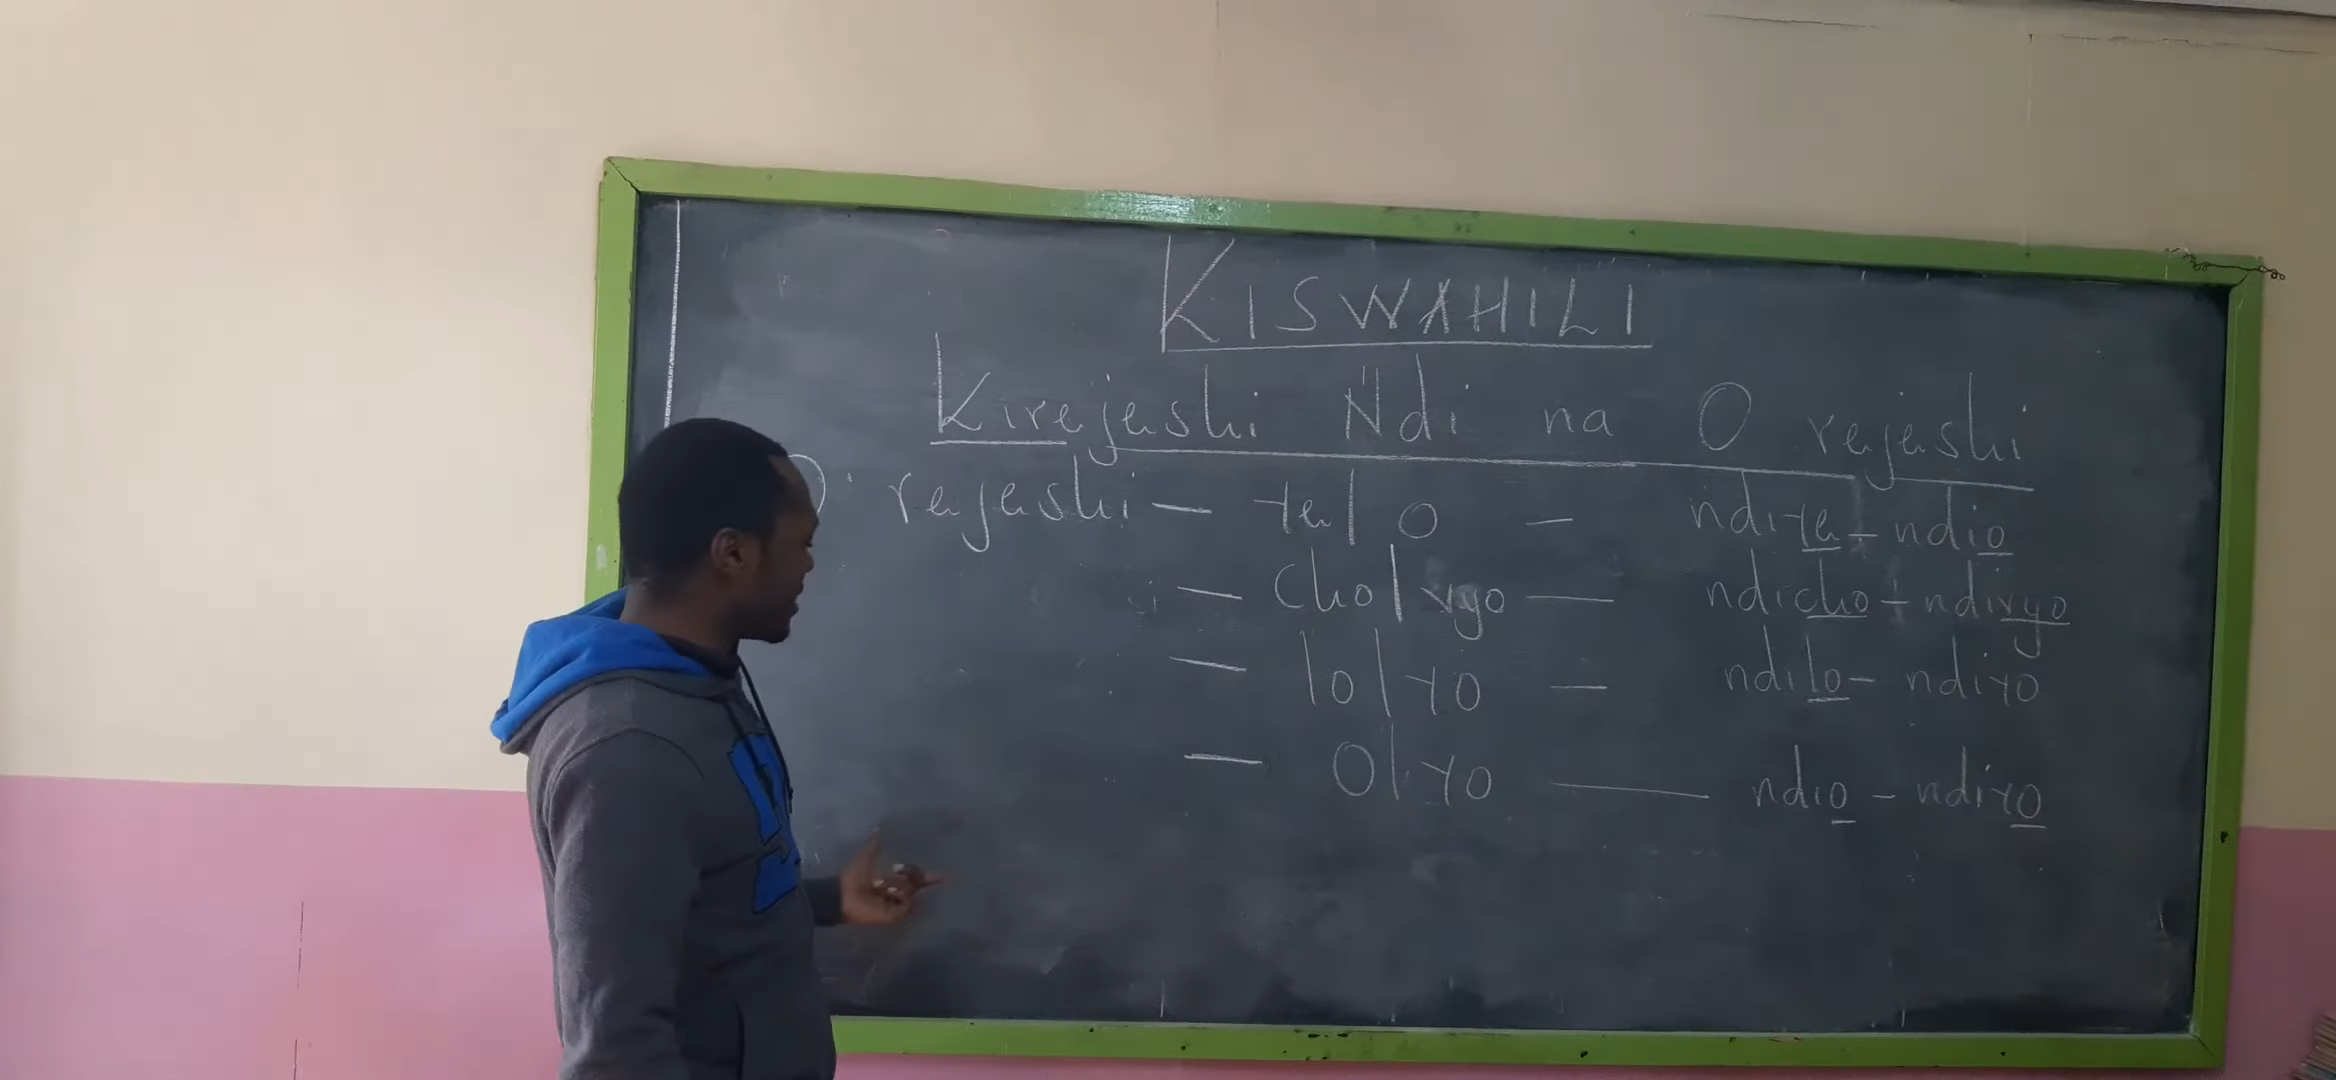 KISWAHILI
Kirejeshi Ndi na O rejeshi
O. rejeshi — ye/ o — ndiye – ndio
— cho/vyo — ndicho – ndivyo
— lo/yo — ndilo – ndiyo
— o/yo — ndio – ndiyo